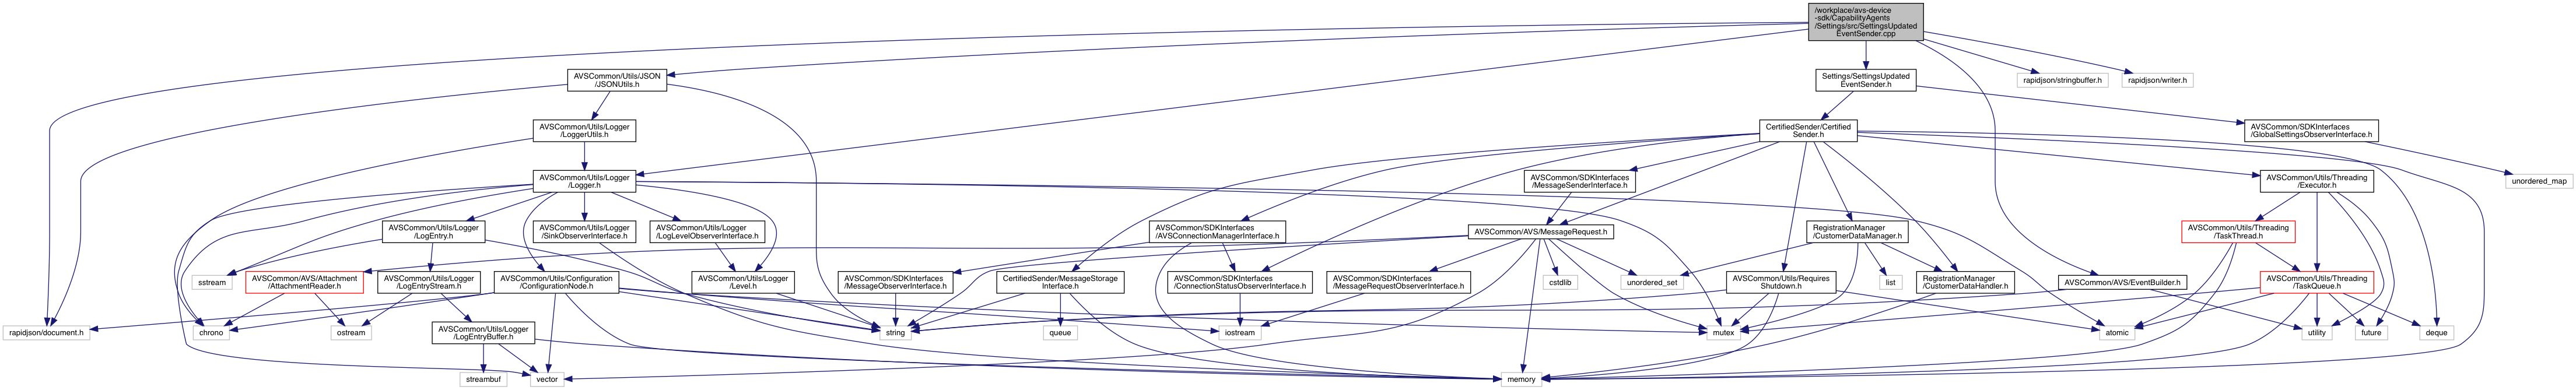 /workplace/avs-device
-sdk/CapabilityAgents
/Settings/src/SettingsUpdated
EventSender.cpp
AVSCommon/Utils/JSON
/JSONUtils.h
Settings/SettingsUpdated
EventSender.h
rapidjson/stringbuffer.h
rapidjson/writer.h
AVSCommon/Utils/Logger
/LoggerUtils.h
CertifiedSender/Certified
Sender.h
AVSCommon/SDKInterfaces
/GlobalSettingsObserverInterface.h
AVSCommon/Utils/Logger
/Logger.h
AVSCommon/SDKInterfaces
/MessageSenderInterface.h
AVSCommon/Utils/Threading
/Executor.h
unordered_map
AVSCommon/Utils/Logger
/LogEntry.h
AVSCommon/Utils/Logger
/SinkObserverInterface.h
AVSCommon/Utils/Logger
/LogLevelObserverInterface.h
AVSCommon/SDKInterfaces
/AVSConnectionManagerInterface.h
AVSCommon/AVS/MessageRequest.h
RegistrationManager
/CustomerDataManager.h
AVSCommon/Utils/Threading
/TaskThread.h
sstream
AVSCommon/AVS/Attachment
/AttachmentReader.h
AVSCommon/Utils/Logger
/LogEntryStream.h
AVSCommon/Utils/Configuration
/ConfigurationNode.h
AVSCommon/Utils/Logger
/Level.h
AVSCommon/SDKInterfaces
/MessageObserverInterface.h
CertifiedSender/MessageStorage
Interface.h
AVSCommon/SDKInterfaces
/ConnectionStatusObserverInterface.h
AVSCommon/SDKInterfaces
/MessageRequestObserverInterface.h
cstdlib
unordered_set
AVSCommon/Utils/Requires
Shutdown.h
list
RegistrationManager
/CustomerDataHandler.h
AVSCommon/AVS/EventBuilder.h
AVSCommon/Utils/Threading
/TaskQueue.h
rapidjson/document.h
chrono
ostream
AVSCommon/Utils/Logger
/LogEntryBuffer.h
string
queue
iostream
mutex
atomic
utility
future
deque
streambuf
vector
memory